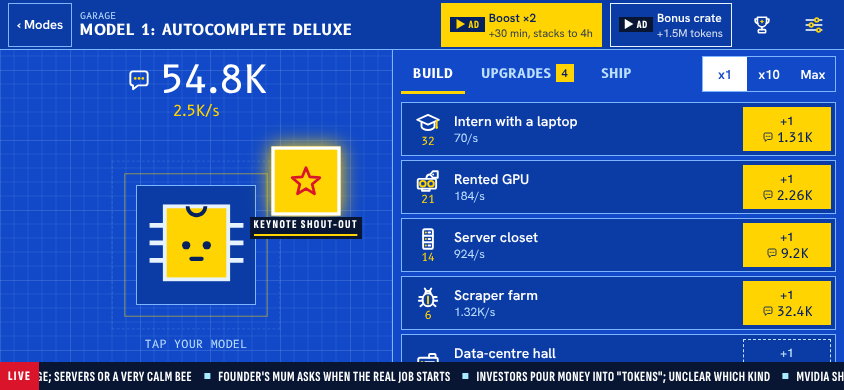 ‹ Modes
GARAGE
MODEL 1: AUTOCOMPLETE DELUXE
AD
Boost ×2
+30 min, stacks to 4h
AD
Bonus crate
+1.5M tokens
54.8K
2.5K/s
KEYNOTE SHOUT-OUT
TAP YOUR MODEL
BUILD
UPGRADES 4
SHIP
x1
x10
Max
32
Intern with a laptop
70/s
+1
1.31K
21
Rented GPU
184/s
+1
2.26K
14
Server closet
924/s
+1
9.2K
6
Scraper farm
1.32K/s
+1
32.4K
Data-centre hall
+1
LIVE
GE; SERVERS OR A VERY CALM BEE ■ FOUNDER'S MUM ASKS WHEN THE REAL JOB STARTS ■ INVESTORS POUR MONEY INTO "TOKENS"; UNCLEAR WHICH KIND ■ MVIDIA SH